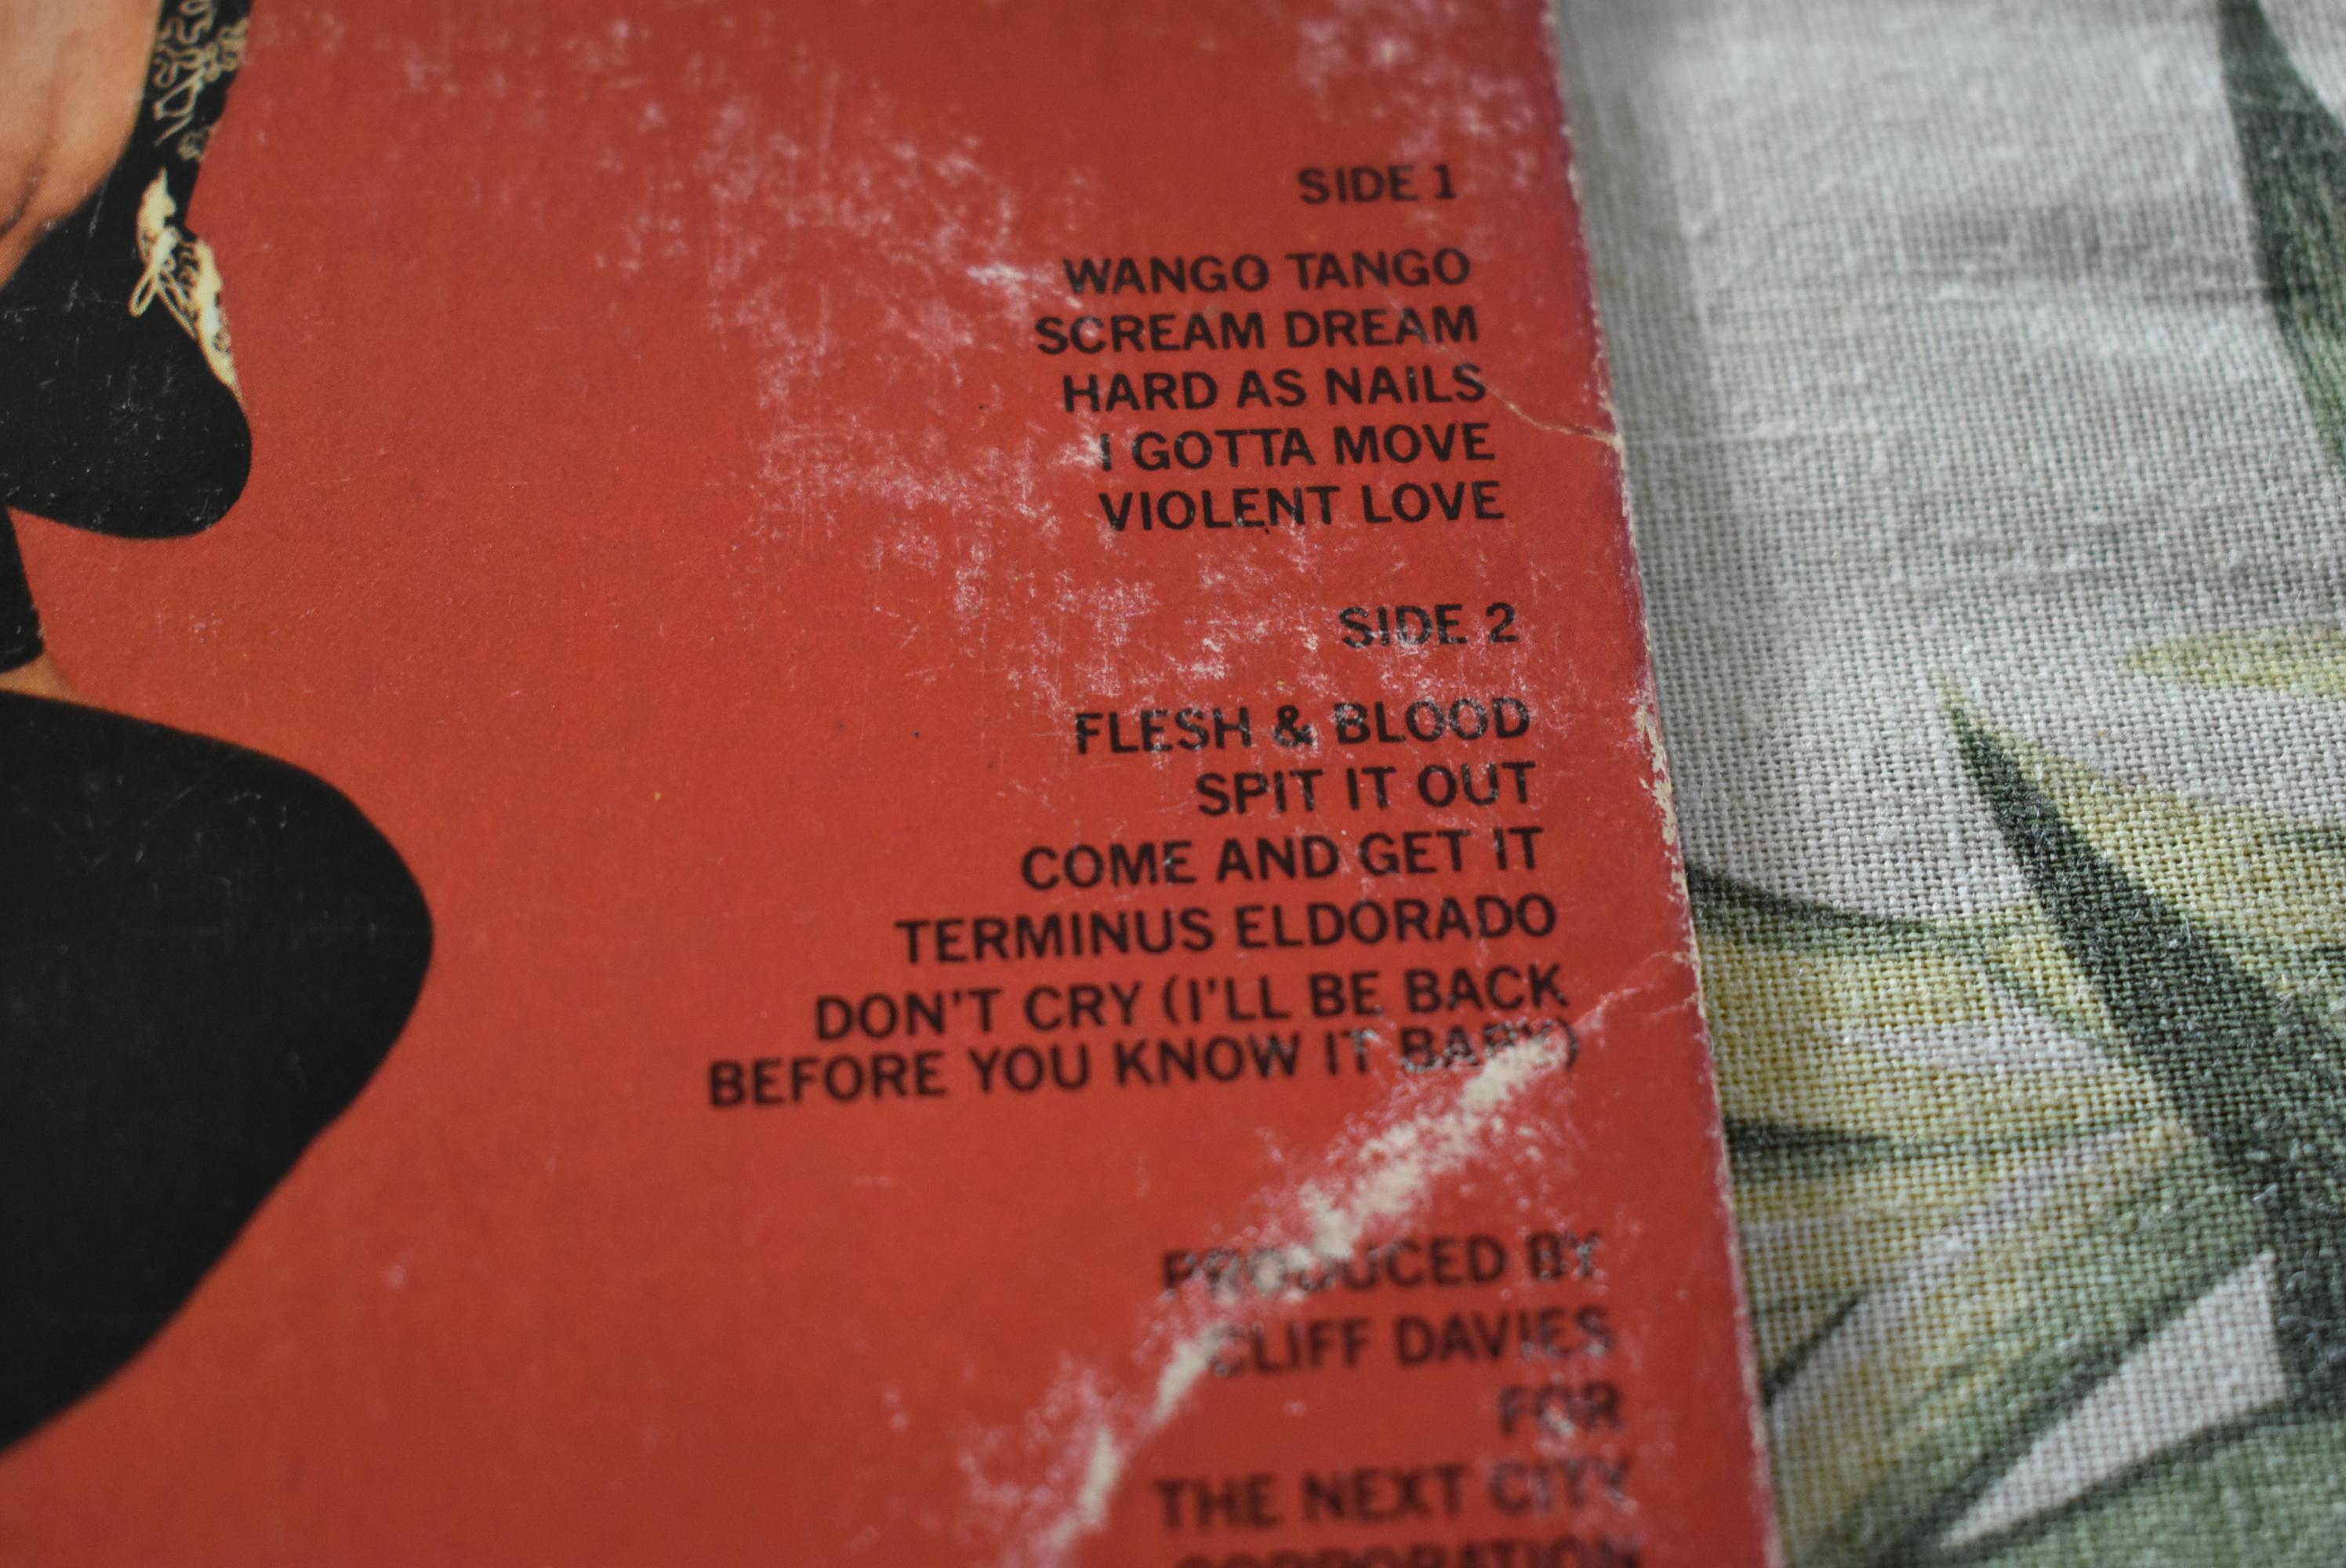 SIDE 1
WANGO TANGO
SCREAM DREAM
HARD AS NAILS
I GOTTA MOVE
VIOLENT LOVE
SIDE 2
FLESH & BLOOD
SPIT IT OUT
COME AND GET IT
TERMINUS ELDORADO
DON'T CRY (I'LL BE BACK
BEFORE YOU KNOW IT BABY)
PRODUCED BY
CLIFF DAVIES
FOR
THE NEXT CITY
CORPORATION